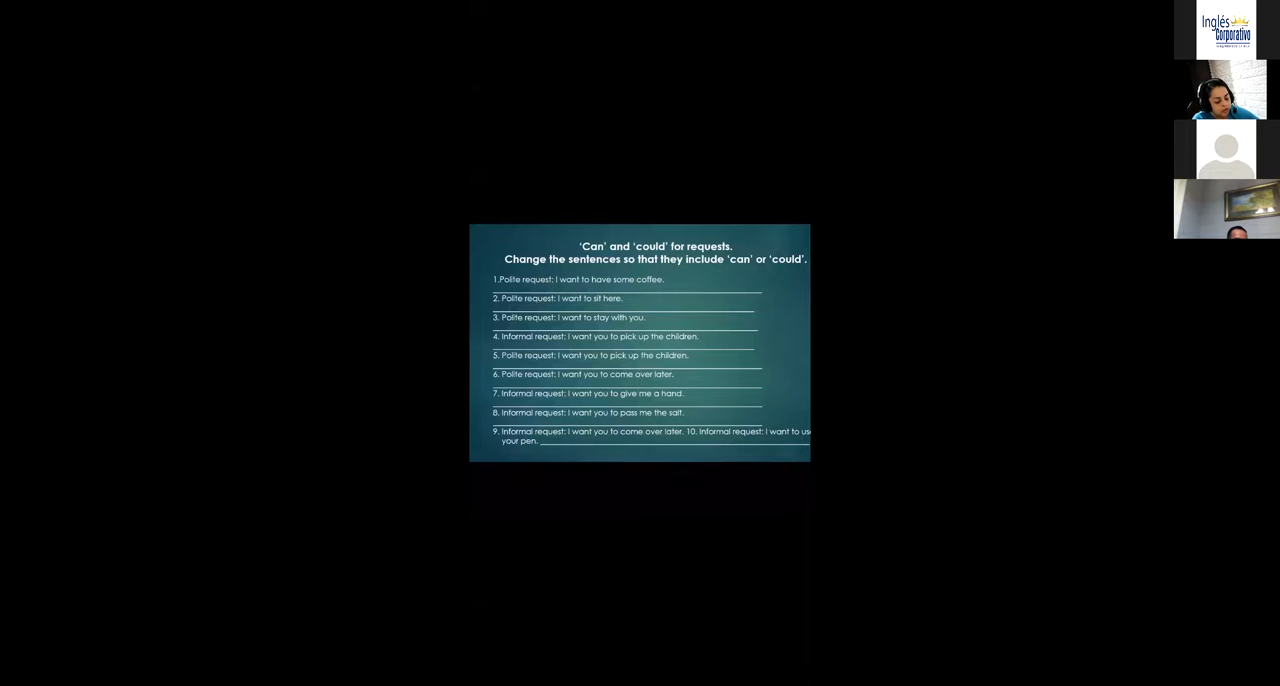 Inglés
Corporativo
'Can' and 'could' for requests.
Change the sentences so that they include 'can' or 'could'.
1.Polite request: I want to have some coffee.
2. Polite request: I want to sit here.
3. Polite request: I want to stay with you.
4. Informal request: I want you to pick up the children.
5. Polite request: I want you to pick up the children.
6. Polite request: I want you to come over later.
7. Informal request: I want you to give me a hand.
8. Informal request: I want you to pass me the salt.
9. Informal request: I want you to come over later. 10. Informal request: I want to us
your pen.